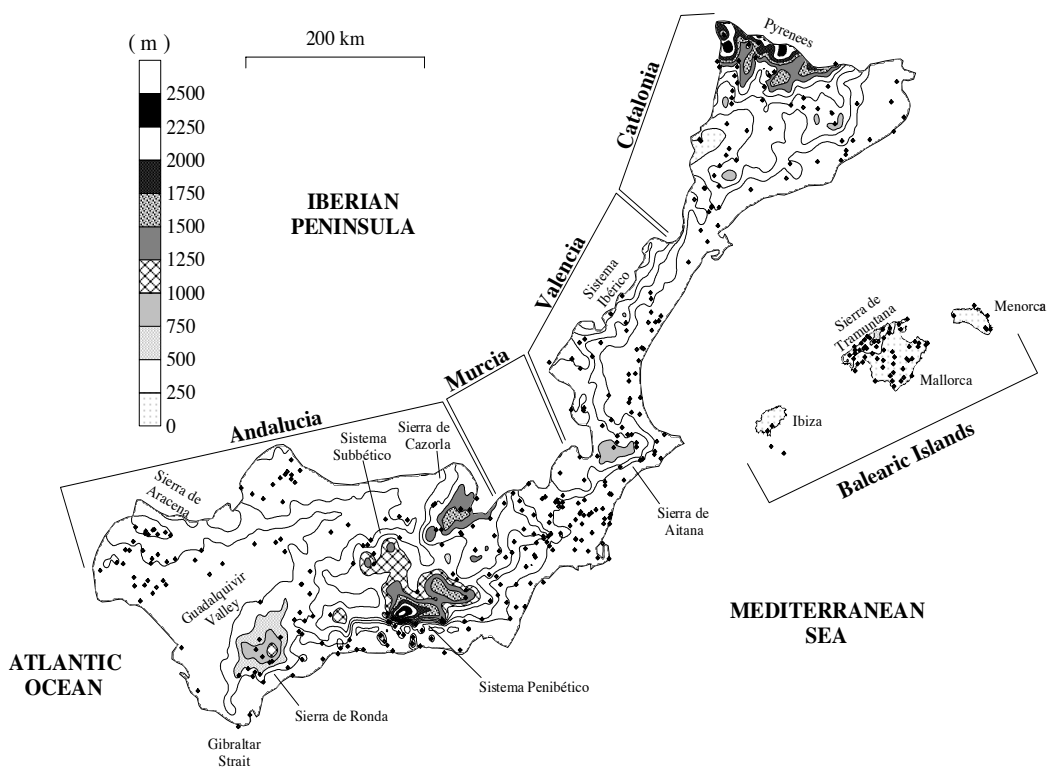 ( m )
2500
2250
2000
1750
1500
1250
1000
750
500
250
0
200 km
IBERIAN
PENINSULA
Pyrenees
Catalonia
Valencia
Sistema
Ibérico
Murcia
Andalucia
Sierra de
Cazorla
Sistema
Subbético
Sierra de
Aracena
Guadalquivir
Valley
ATLANTIC
OCEAN
Gibraltar
Strait
Sierra de Ronda
Sistema Penibético
Sierra de
Aitana
MEDITERRANEAN
SEA
Sierra de
Tramuntana
Menorca
Mallorca
Ibiza
Balearic Islands